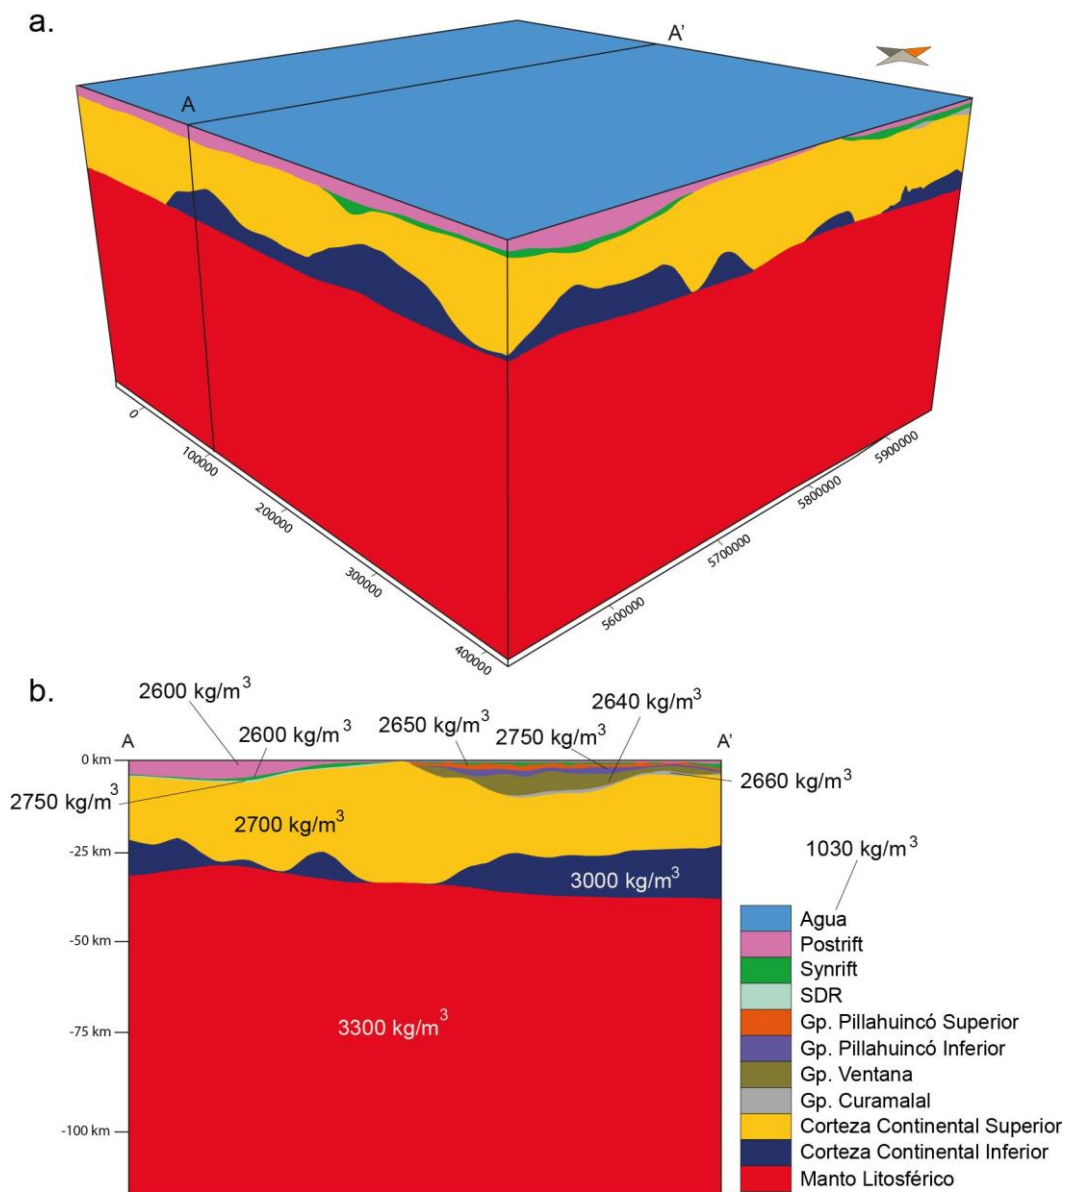 a.
A'
A
0
100000
200000
300000
400000
5600000
5700000
5800000
5900000
b.
2600 kg/m³
2600 kg/m³
2650 kg/m³
2640 kg/m³
2750 kg/m³
A
A'
0 km
2750 kg/m³
2660 kg/m³
2700 kg/m³
-25 km
1030 kg/m³
3000 kg/m³
-50 km
3300 kg/m³
-75 km
-100 km
Agua
Postrift
Synrift
SDR
Gp. Pillahuincó Superior
Gp. Pillahuincó Inferior
Gp. Ventana
Gp. Curamalal
Corteza Continental Superior
Corteza Continental Inferior
Manto Litosférico